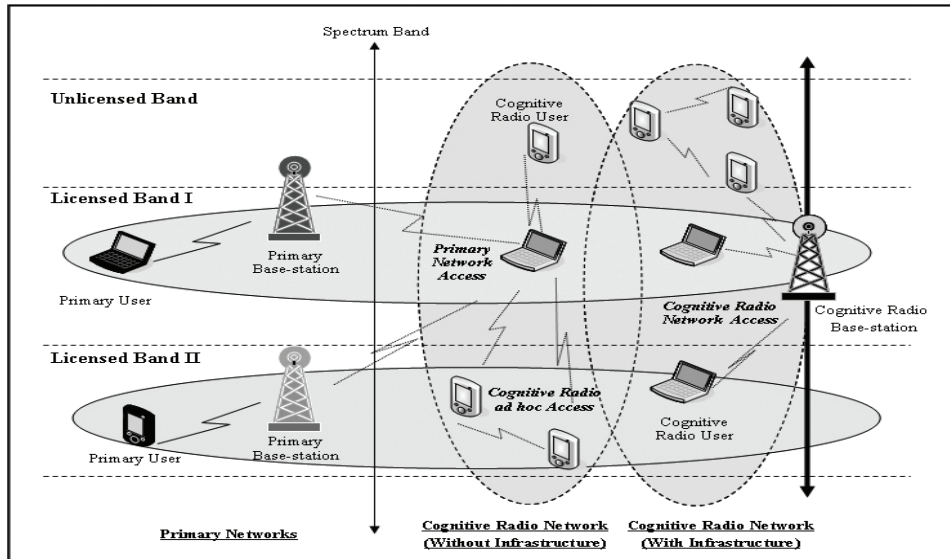 Spectrum Band
Unlicensed Band
Cognitive
Radio User
Licensed Band I
Primary
Base-station
Primary User
Primary
Network
Access
Cognitive Radio
Network Access
Cognitive Radio
Base-station
Licensed Band II
Primary
Base-station
Primary User
Cognitive Radio
ad hoc Access
Cognitive Radio
User
Primary Networks
Cognitive Radio Network
(Without Infrastructure)
Cognitive Radio Network
(With Infrastructure)